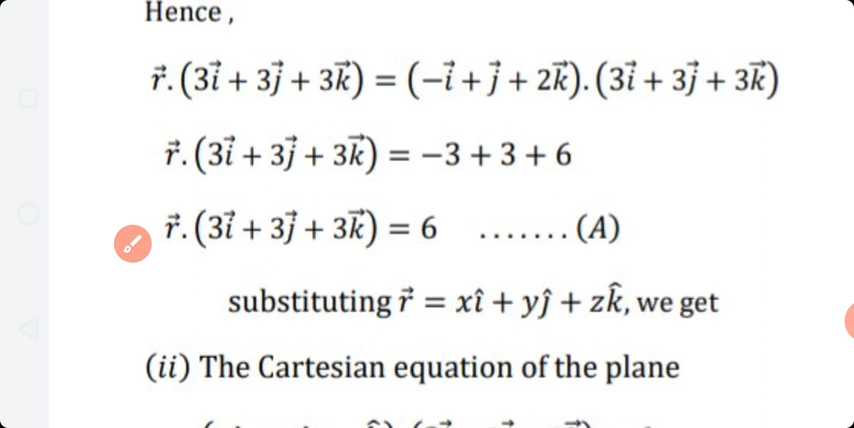 Hence ,
r⃗. (3i⃗ + 3j⃗ + 3k⃗) = (−i⃗ + j⃗ + 2k⃗). (3i⃗ + 3j⃗ + 3k⃗)
r⃗. (3i⃗ + 3j⃗ + 3k⃗) = −3 + 3 + 6
r⃗. (3i⃗ + 3j⃗ + 3k⃗) = 6 ....... (A)
substituting r⃗ = xî + yĵ + zk̂, we get
(ii) The Cartesian equation of the plane